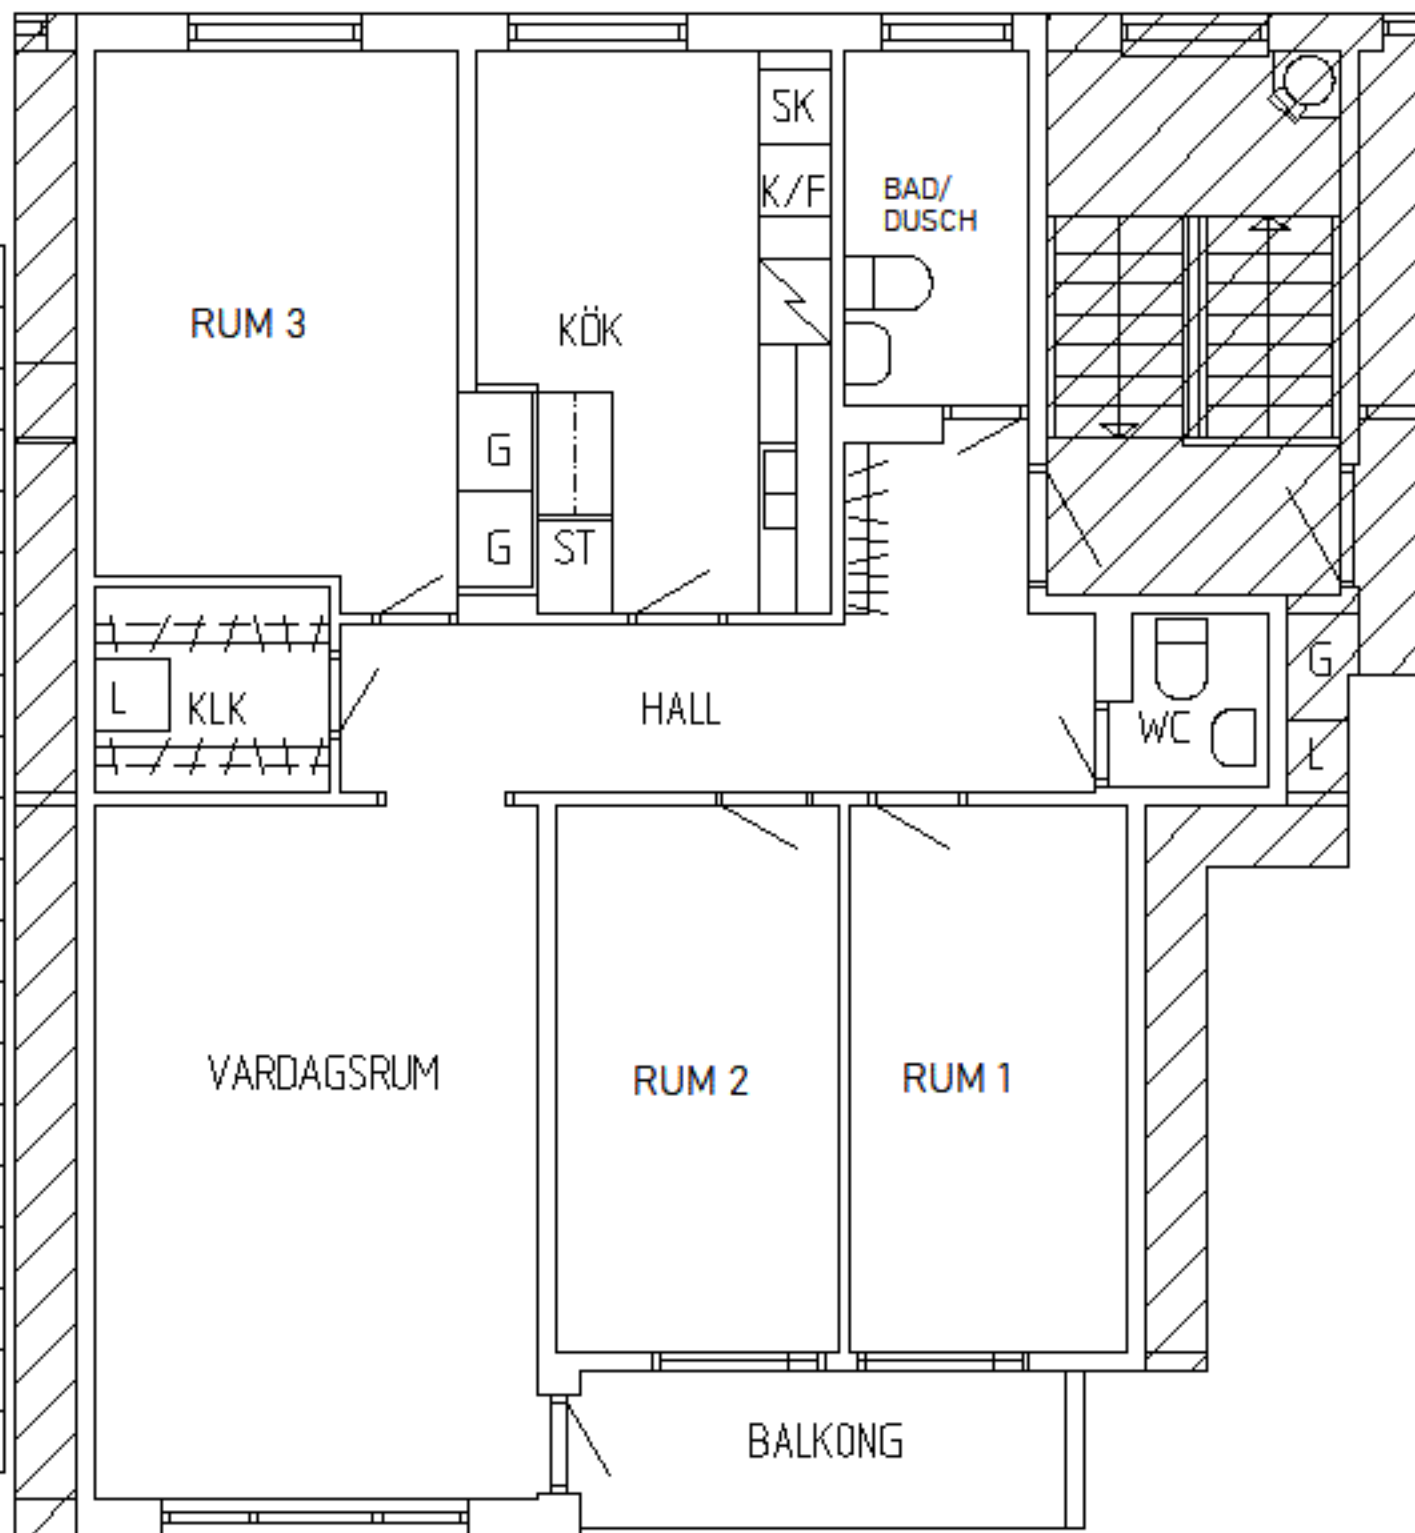 SK
K/F
BAD/
DUSCH
RUM 3
KÖK
G
G
ST
L
KLK
HALL
WC
G
L
VARDAGSRUM
RUM 2
RUM 1
BALKONG